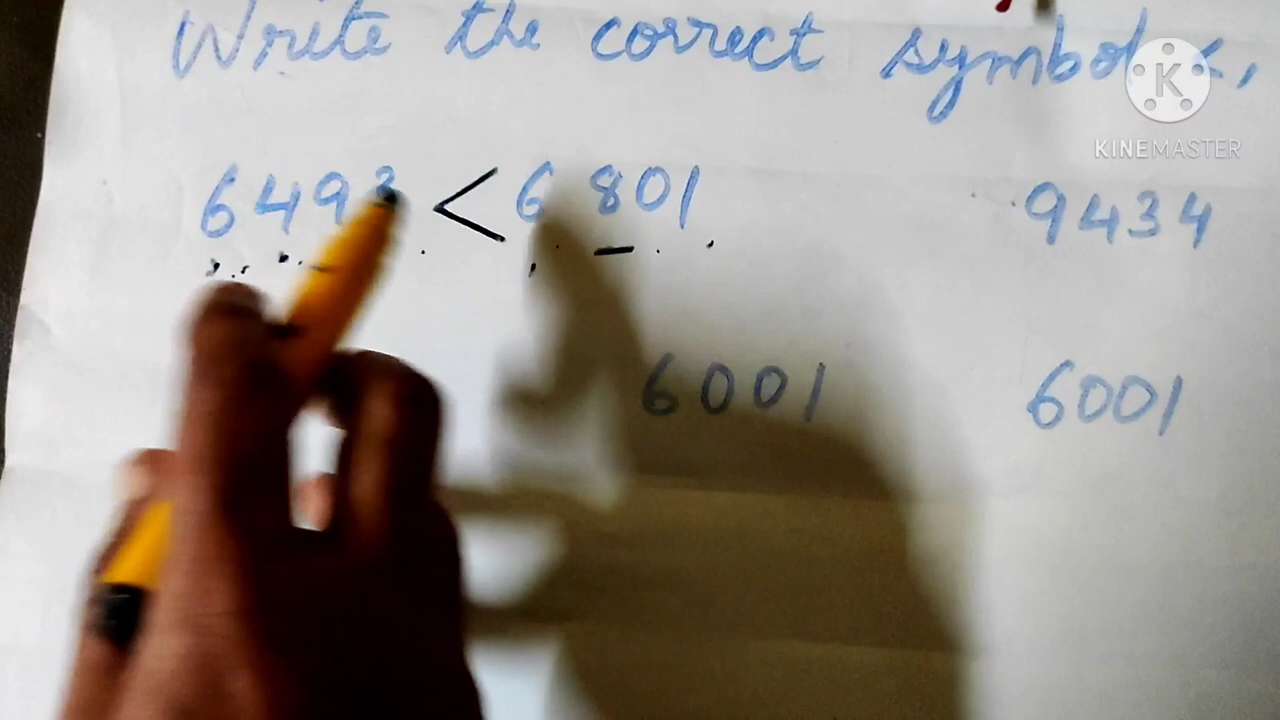 Write the correct symbol <,
K
KINEMASTER
6493 < 6801 9434
6001 6001